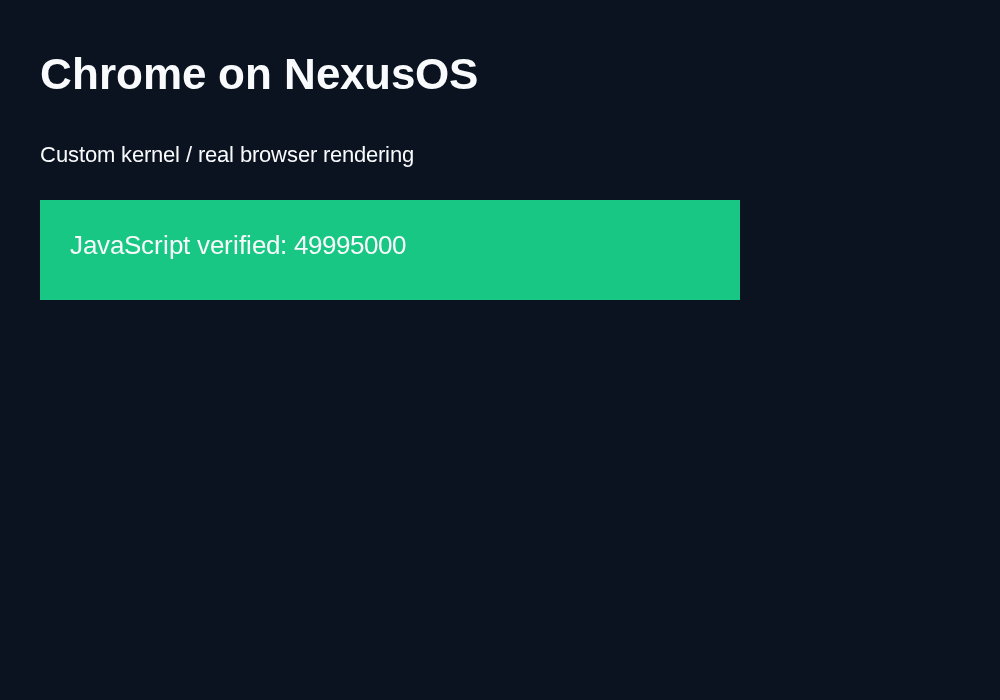 Chrome on NexusOS
Custom kernel / real browser rendering
JavaScript verified: 49995000